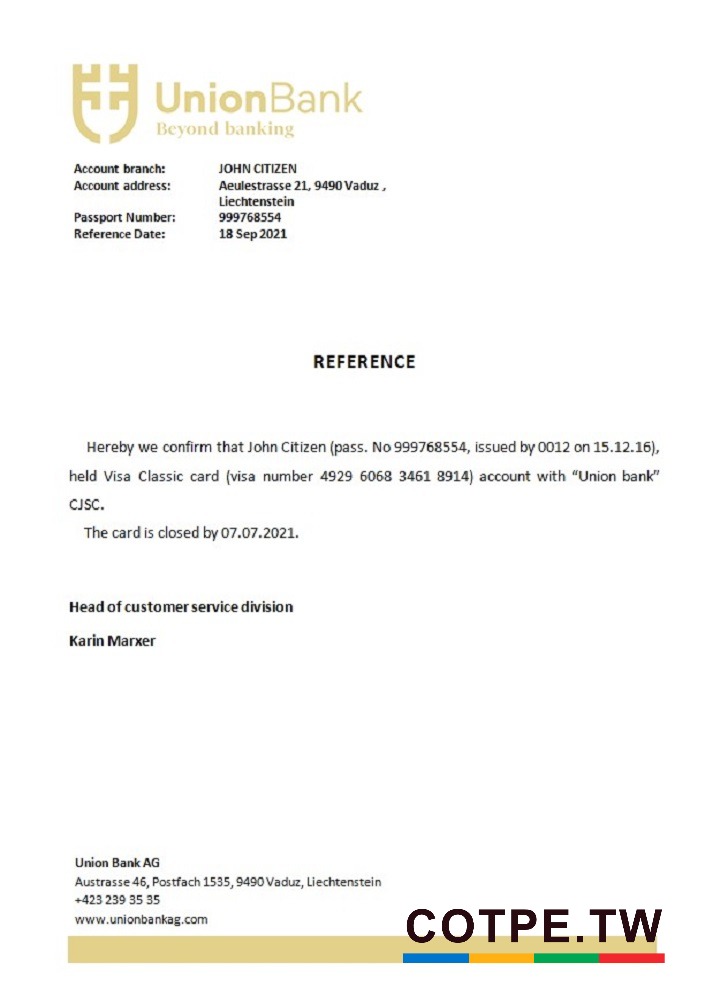 UnionBank
Beyond banking
Account branch: JOHN CITIZEN
Account address: Aeulestrasse 21, 9490 Vaduz ,
Liechtenstein
Passport Number: 999768554
Reference Date: 18 Sep 2021
REFERENCE
Hereby we confirm that John Citizen (pass. No 999768554, issued by 0012 on 15.12.16),
held Visa Classic card (visa number 4929 6068 3461 8914) account with “Union bank”
CJSC.
The card is closed by 07.07.2021.
Head of customer service division
Karin Marxer
Union Bank AG
Austrasse 46, Postfach 1535, 9490 Vaduz, Liechtenstein
+423 239 35 35
www.unionbankag.com
COTPE.TW